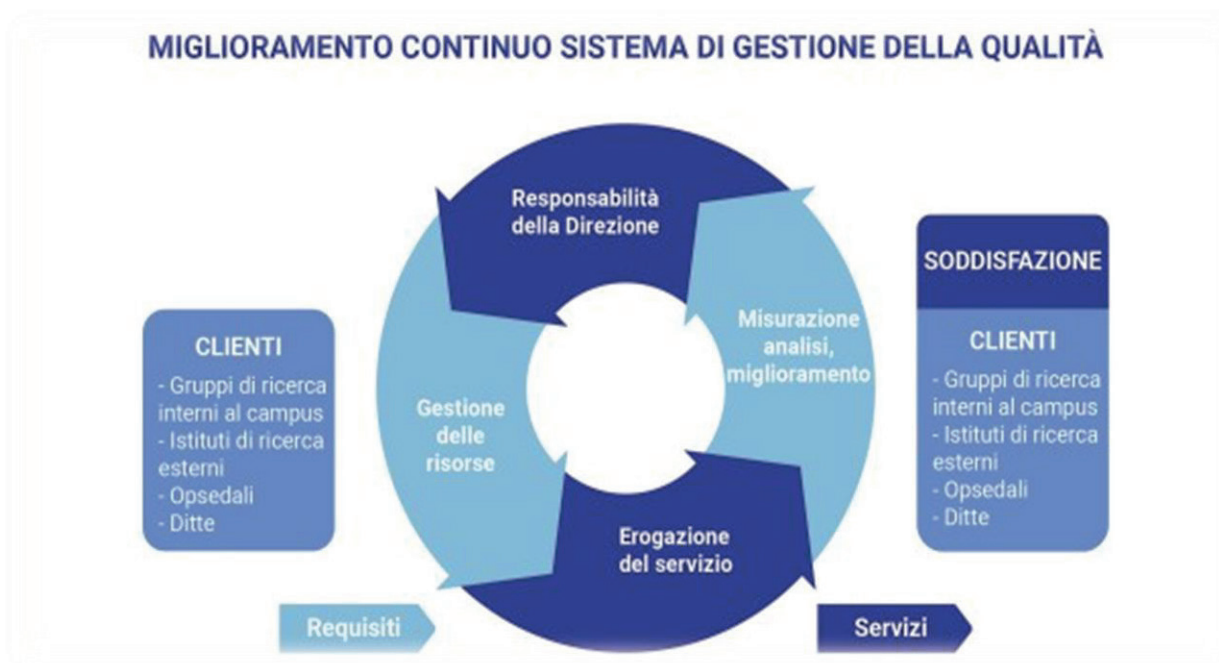 MIGLIORAMENTO CONTINUO SISTEMA DI GESTIONE DELLA QUALITÀ
Responsabilità
della Direzione
Misurazione
analisi,
miglioramento
Gestione
delle
risorse
Erogazione
del servizio
CLIENTI
- Gruppi di ricerca
interni al campus
- Istituti di ricerca
esterni
- Opsedali
- Ditte
SODDISFAZIONE
CLIENTI
- Gruppi di ricerca
interni al campus
- Istituti di ricerca
esterni
- Opsedali
- Ditte
Requisiti
Servizi